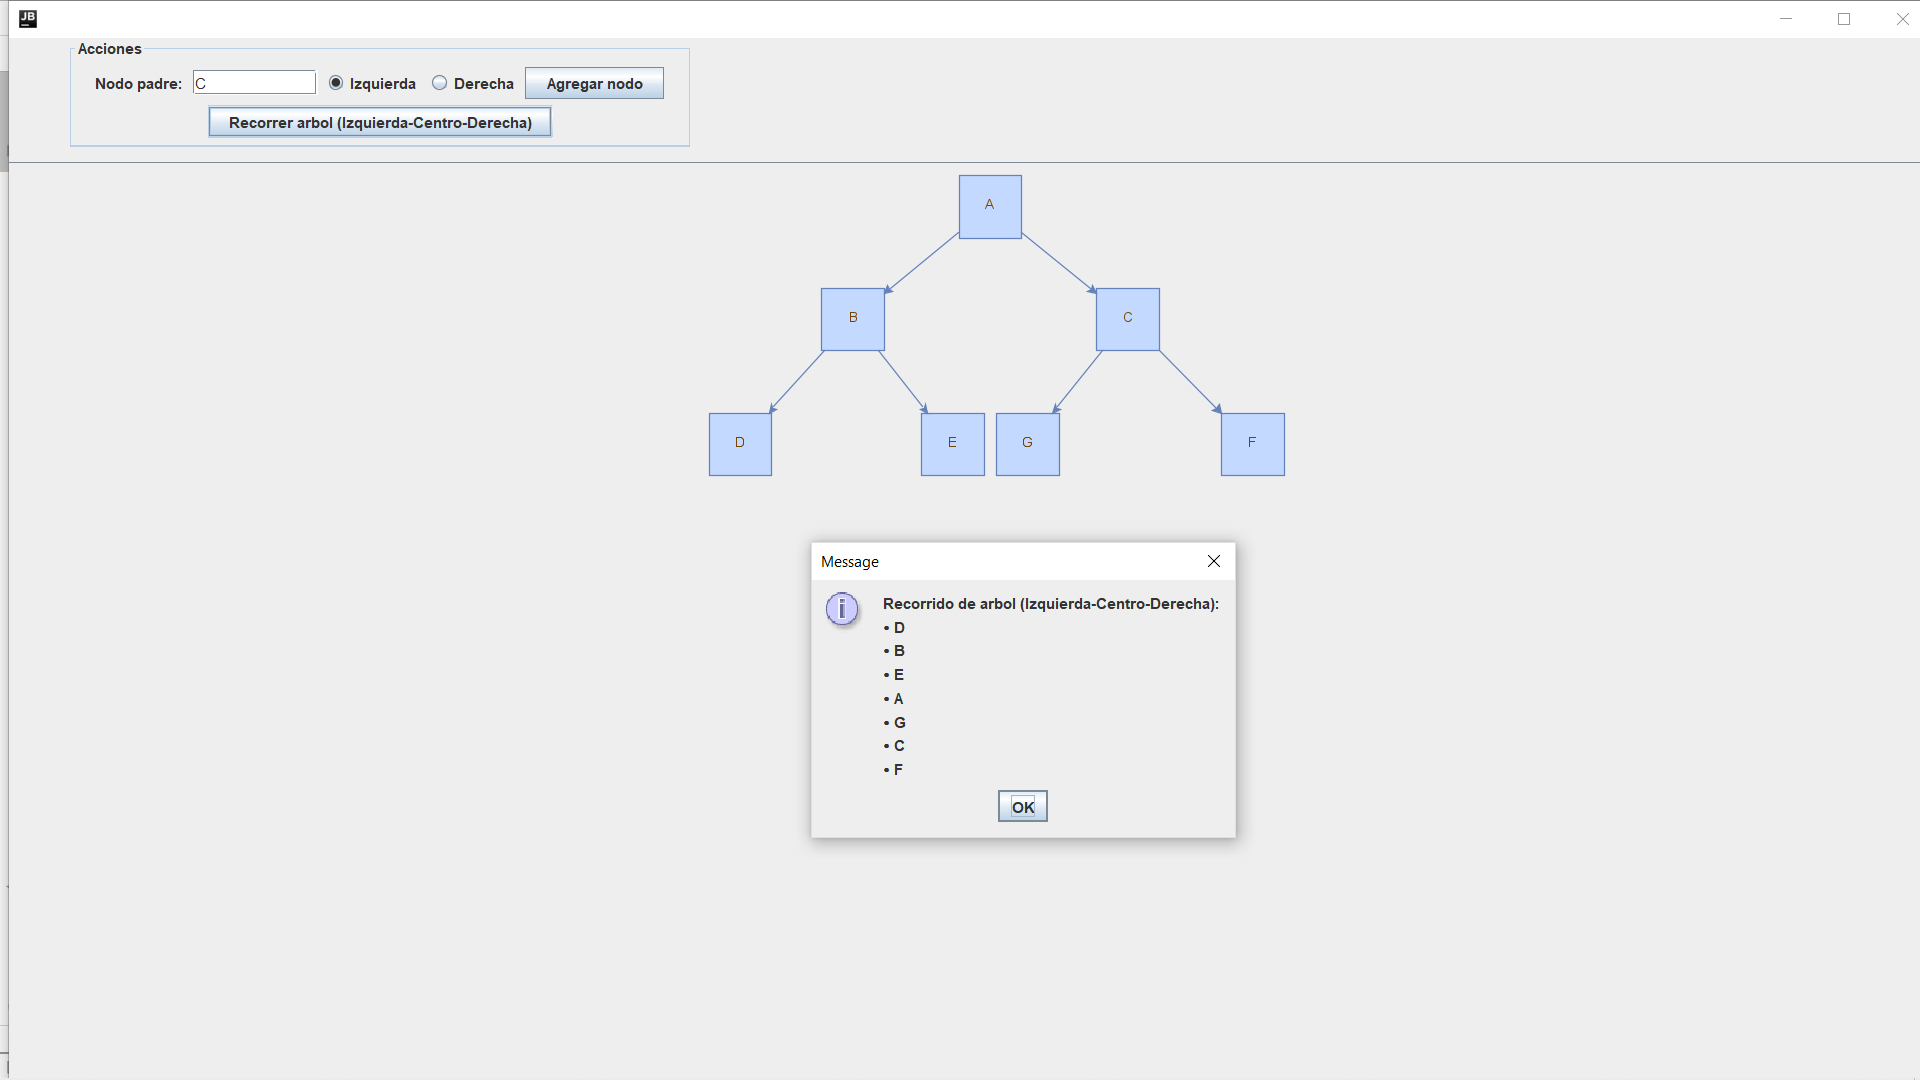 JB
Acciones
Nodo padre: C Izquierda Derecha Agregar nodo
Recorrer arbol (Izquierda-Centro-Derecha)
A
B C
D E G F
Message
i Recorrido de arbol (Izquierda-Centro-Derecha):
• D
• B
• E
• A
• G
• C
• F
OK